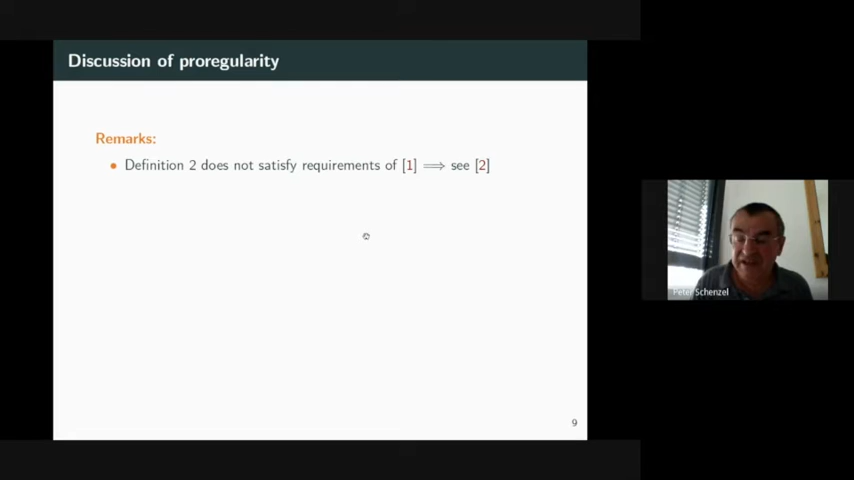 Discussion of proregularity
Remarks:
• Definition 2 does not satisfy requirements of [1] ⟹ see [2]
Peter Schenzel
9